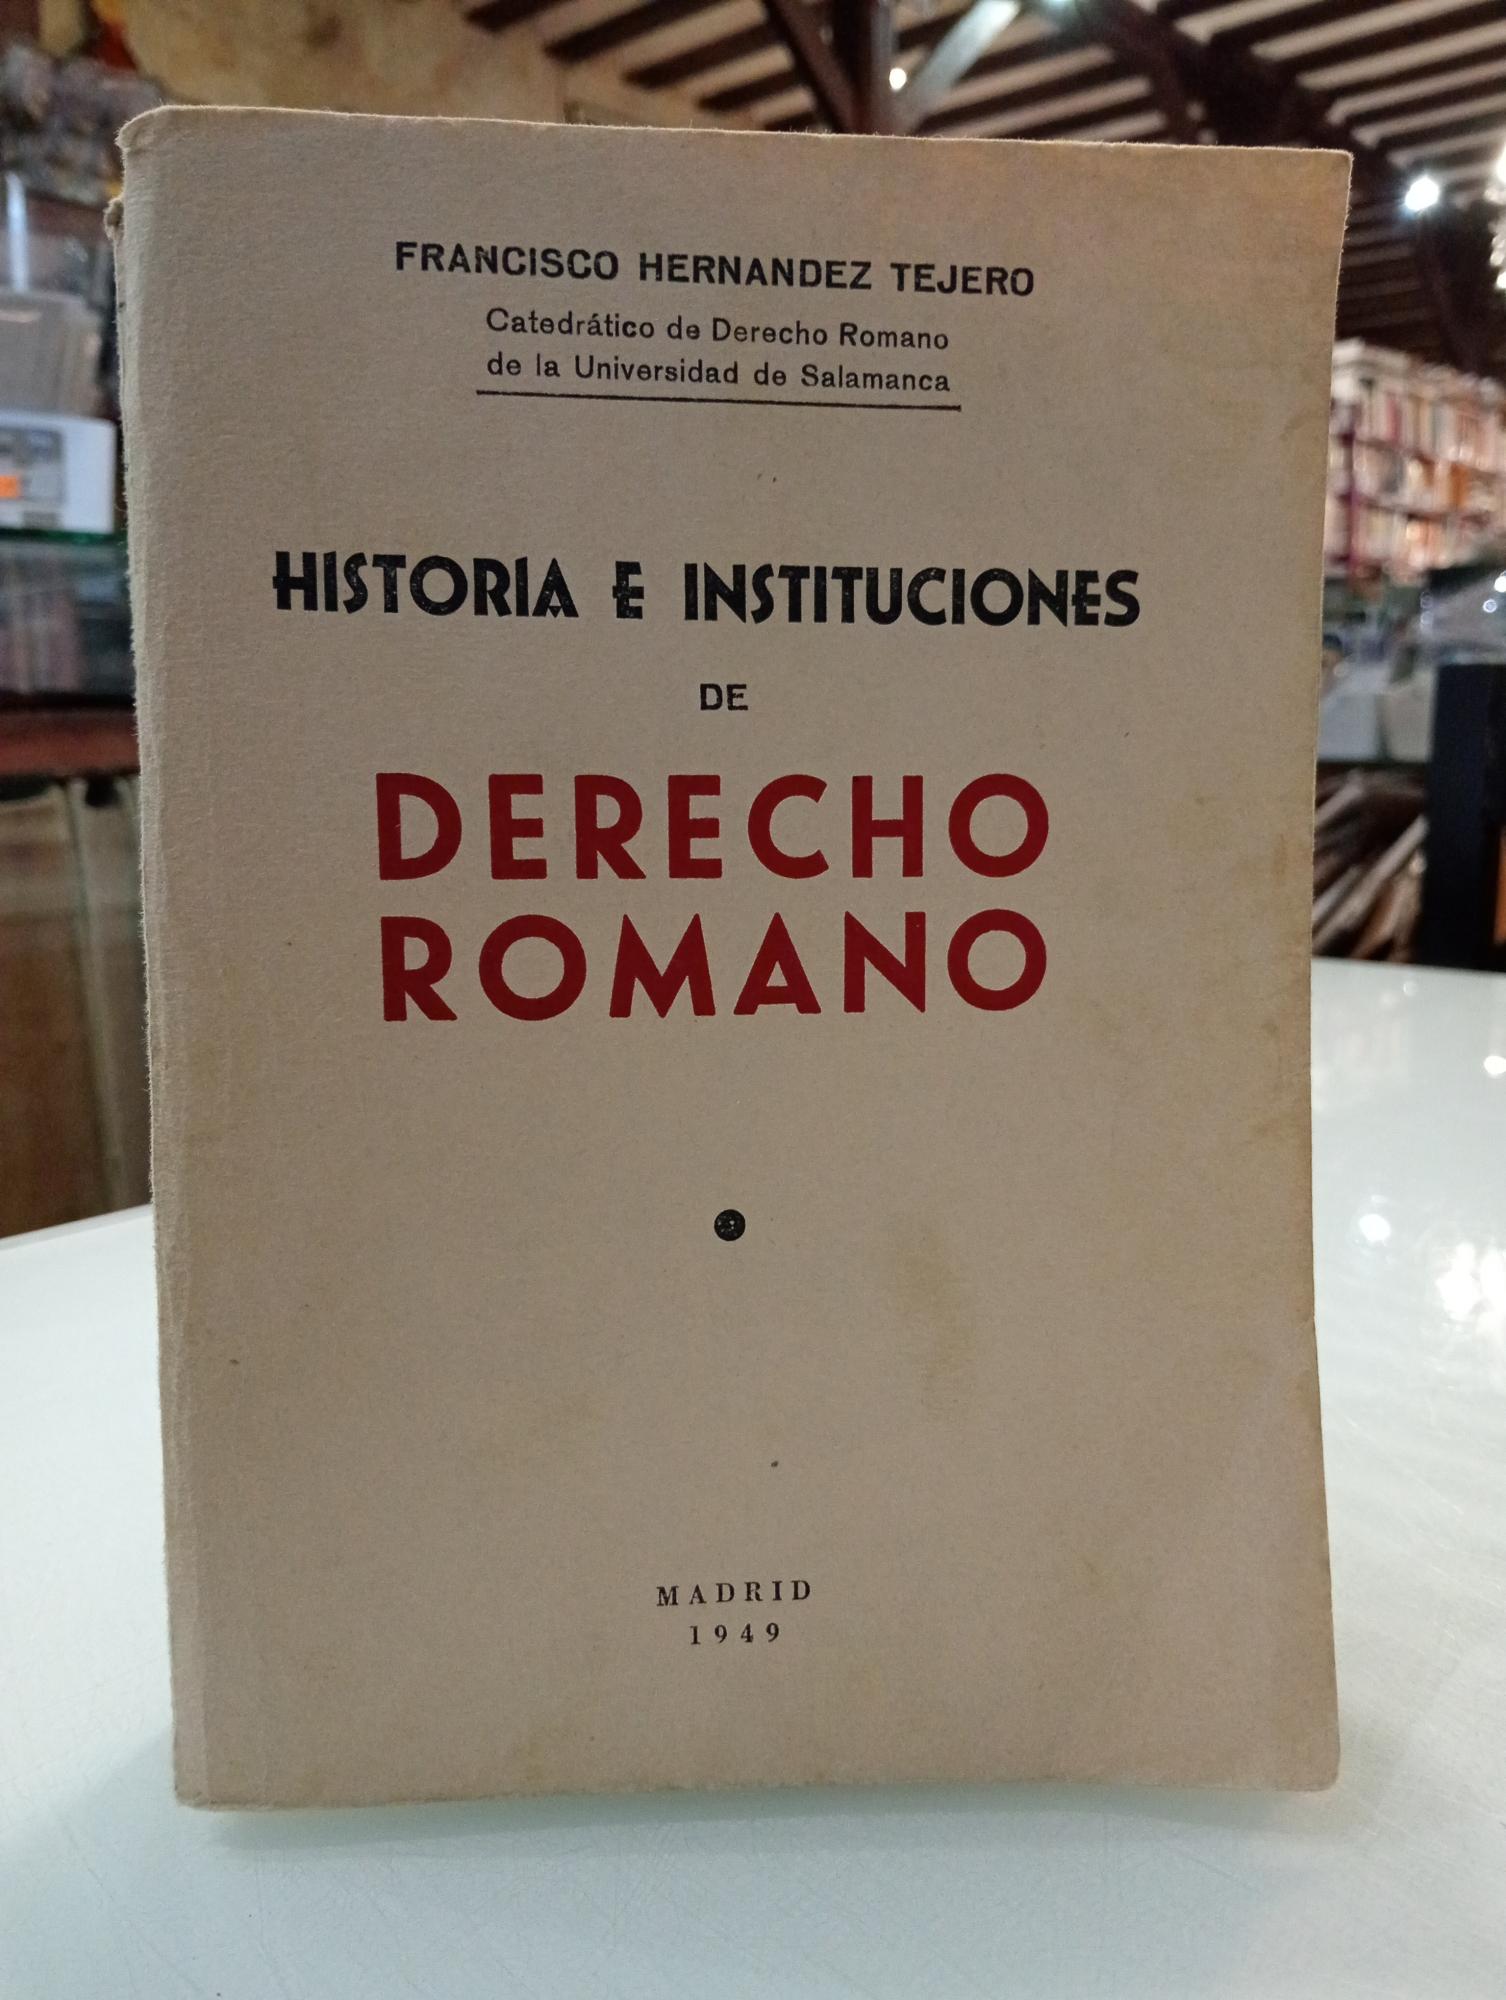 FRANCISCO HERNANDEZ TEJERO
Catedrático de Derecho Romano
de la Universidad de Salamanca
HISTORIA E INSTITUCIONES
DE
DERECHO
ROMANO
MADRID
1949